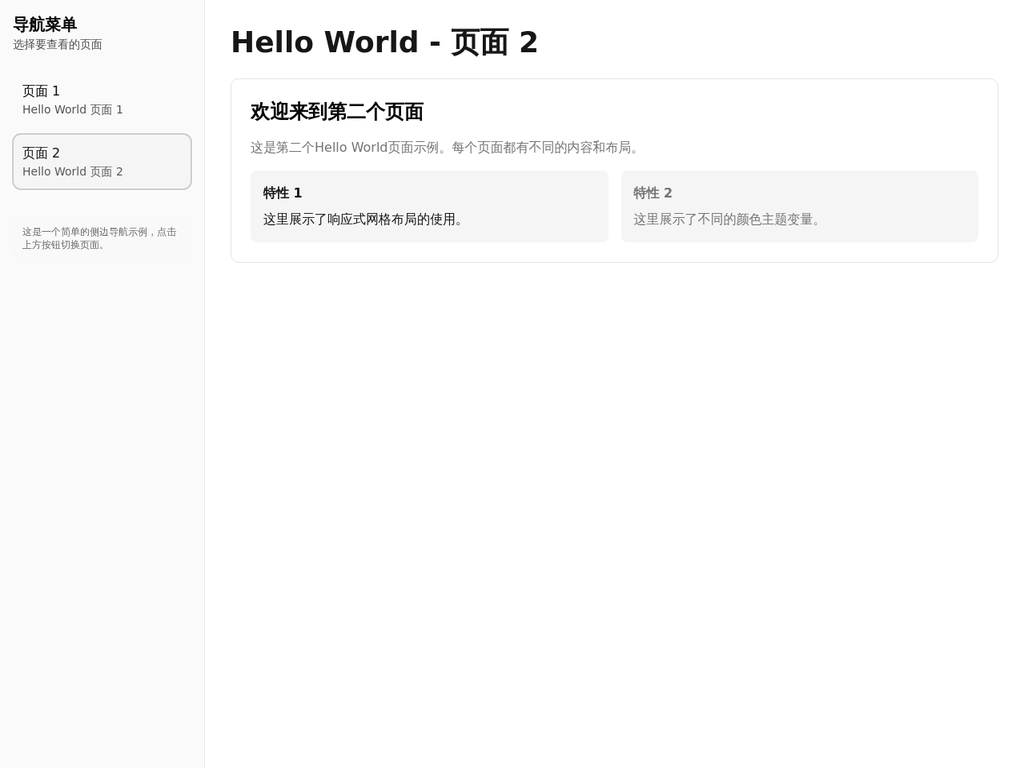 导航菜单
选择要查看的页面
页面 1
Hello World 页面 1
页面 2
Hello World 页面 2
这是一个简单的侧边导航示例，点击
上方按钮切换页面。
Hello World - 页面 2
欢迎来到第二个页面
这是第二个Hello World页面示例。每个页面都有不同的内容和布局。
特性 1
这里展示了响应式网格布局的使用。
特性 2
这里展示了不同的颜色主题变量。